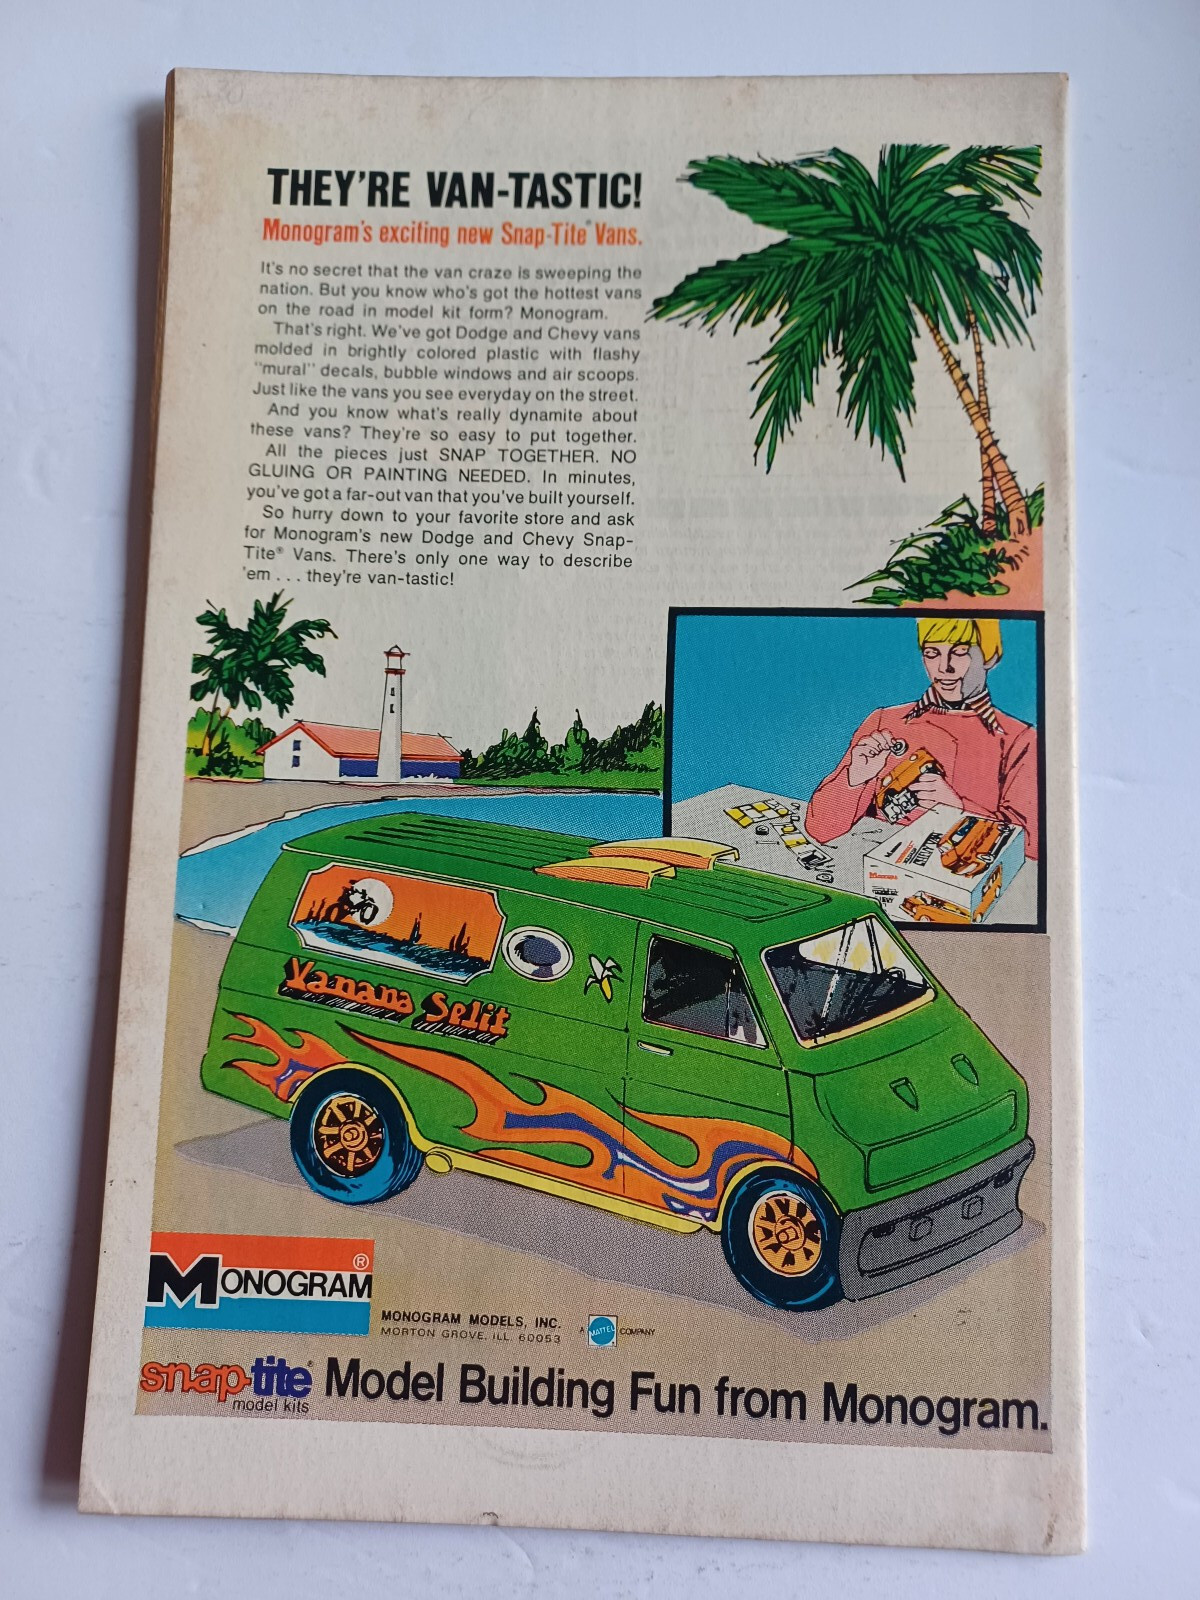 THEY'RE VAN-TASTIC!
Monogram's exciting new Snap-Tite® Vans.
It's no secret that the van craze is sweeping the
nation. But you know who's got the hottest vans
on the road in model kit form? Monogram.
That's right. We've got Dodge and Chevy vans
molded in brightly colored plastic with flashy
"mural" decals, bubble windows and air scoops.
Just like the vans you see everyday on the street.
And you know what's really dynamite about
these vans? They're so easy to put together.
All the pieces just SNAP TOGETHER. NO
GLUING OR PAINTING NEEDED. In minutes,
you've got a far-out van that you've built yourself.
So hurry down to your favorite store and ask
for Monogram's new Dodge and Chevy Snap-
Tite® Vans. There's only one way to describe
'em . . . they're van-tastic!
Vanana Split
MONOGRAM®
MONOGRAM MODELS, INC.
MORTON GROVE, ILL. 60053
A MATTEL COMPANY
snap-tite®
model kits
Model Building Fun from Monogram.